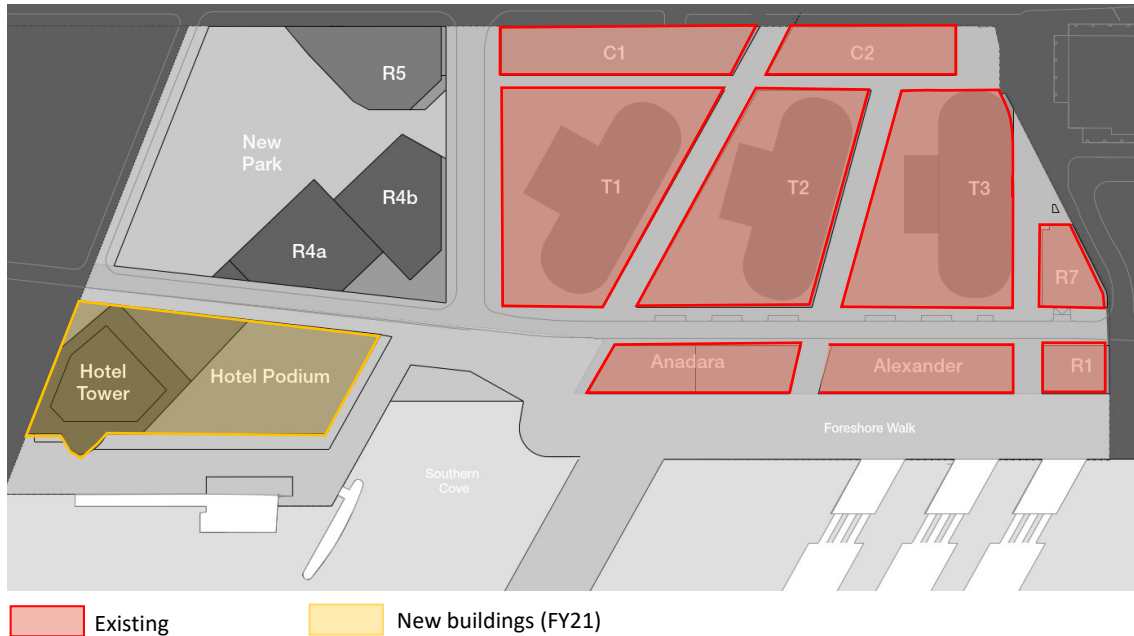 C1
C2
R5
New
Park
T1
T2
T3
R4b
R4a
R7
Hotel
Tower
Hotel Podium
Anadara
Alexander
R1
Foreshore Walk
Southern
Cove
Existing
New buildings (FY21)